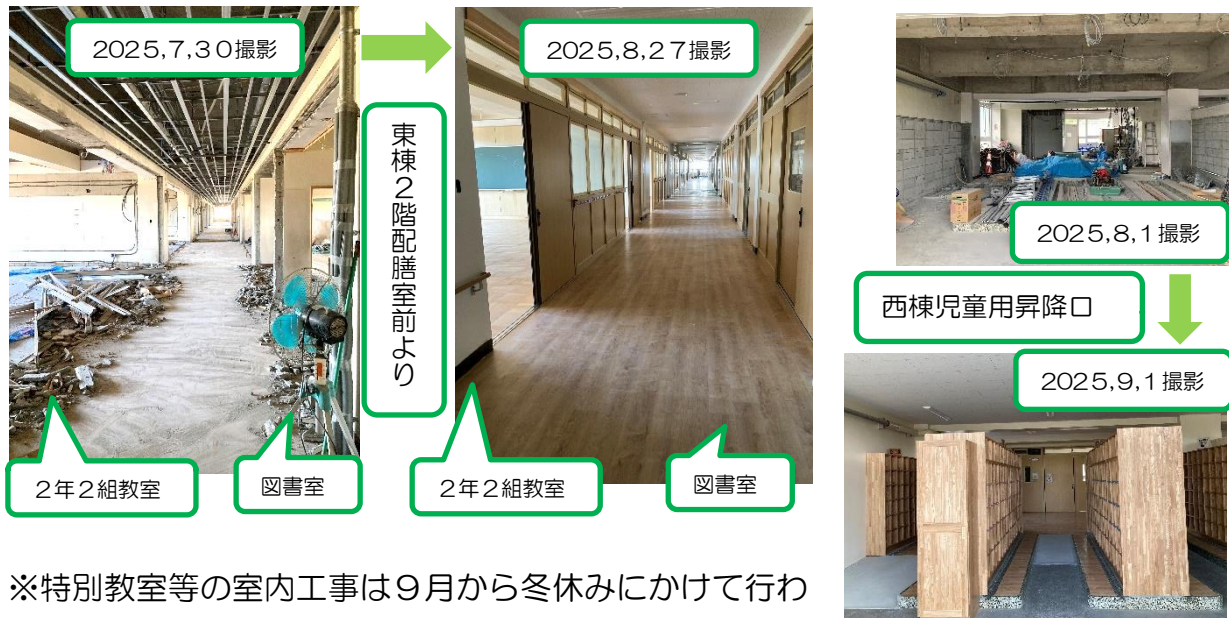 2025,7,30撮影
2025,8,27撮影
東棟2階配膳室前より
2年2組教室
図書室
2年2組教室
図書室
2025,8,1撮影
西棟児童用昇降口
2025,9,1撮影
※特別教室等の室内工事は9月から冬休みにかけて行わ